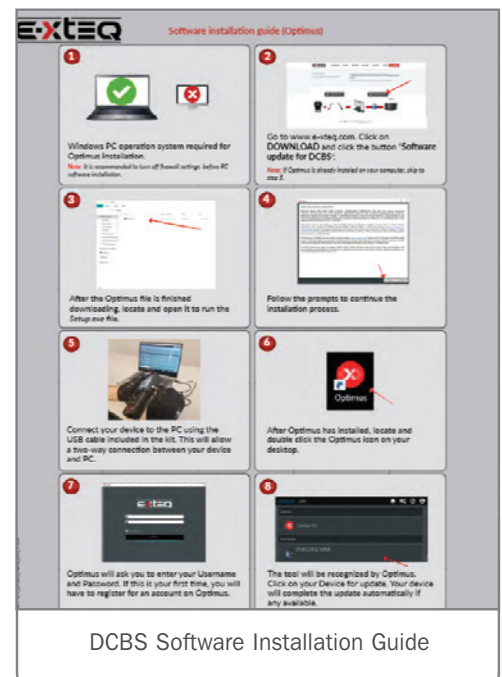 E-XTEQ
Software installation guide (Optimus)
1
Windows PC operation system required for
Optimus Installation.
Note: It is recommended to turn off firewall settings before PC
software installation.
2
Go to www.e-xteq.com. Click on
DOWNLOAD and click the button "Software
update for DCBS".
Note: If Optimus is already installed on your computer, skip to
step 5.
3
After the Optimus file is finished
downloading, locate and open it to run the
Setup.exe file.
4
Follow the prompts to continue the
installation process.
5
Connect your device to the PC using the
USB cable included in the kit. This will allow
a two-way connection between your device
and PC.
6
Optimus
After Optimus has installed, locate and
double click the Optimus icon on your
desktop.
7
E-XTEQ
Optimus will ask you to enter your Username
and Password. If this is your first time, you will
have to register for an account on Optimus.
8
The tool will be recognized by Optimus.
Click on your Device for update. Your device
will complete the update automatically if
any available.
DCBS Software Installation Guide